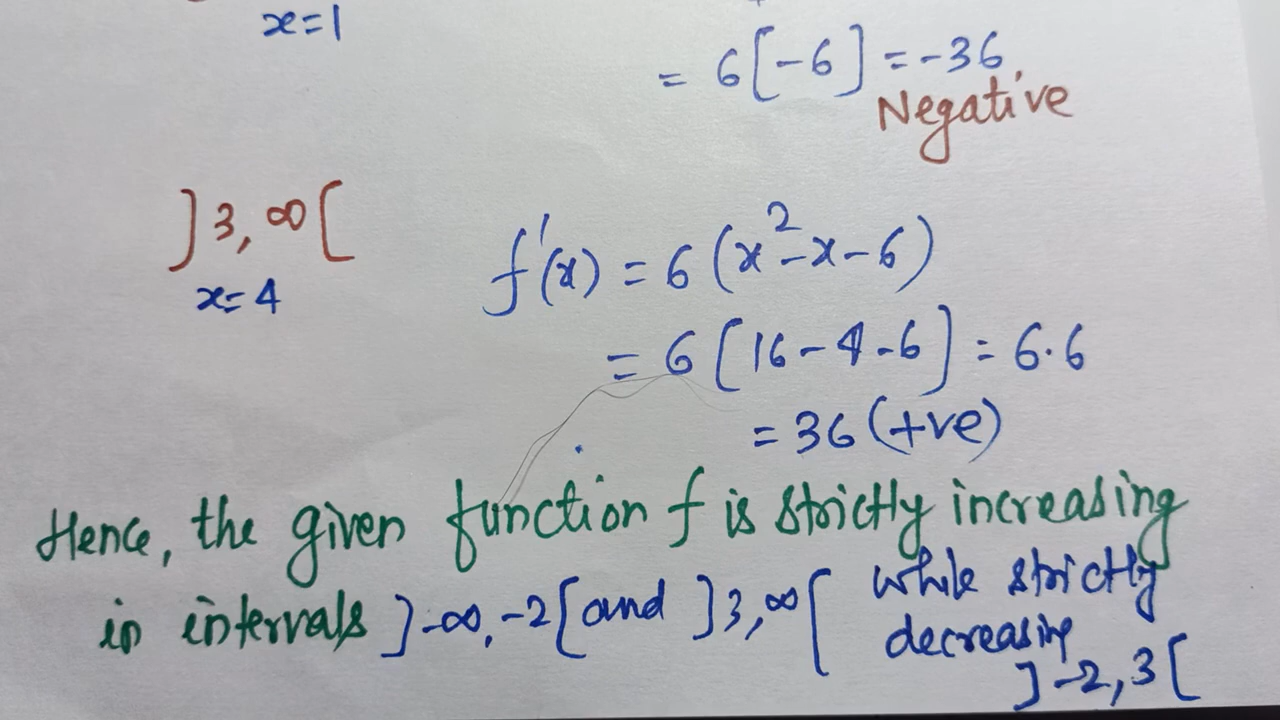 x=1
= 6[-6] = -36
Negative
]3, ∞[
x=4
f'(x) = 6(x²-x-6)
= 6[16-4-6] = 6·6
= 36 (+ve)
Hence, the given function f is strictly increasing
in intervals ]-∞,-2[ and ]3,∞[ while strictly
decreasing
]-2,3[